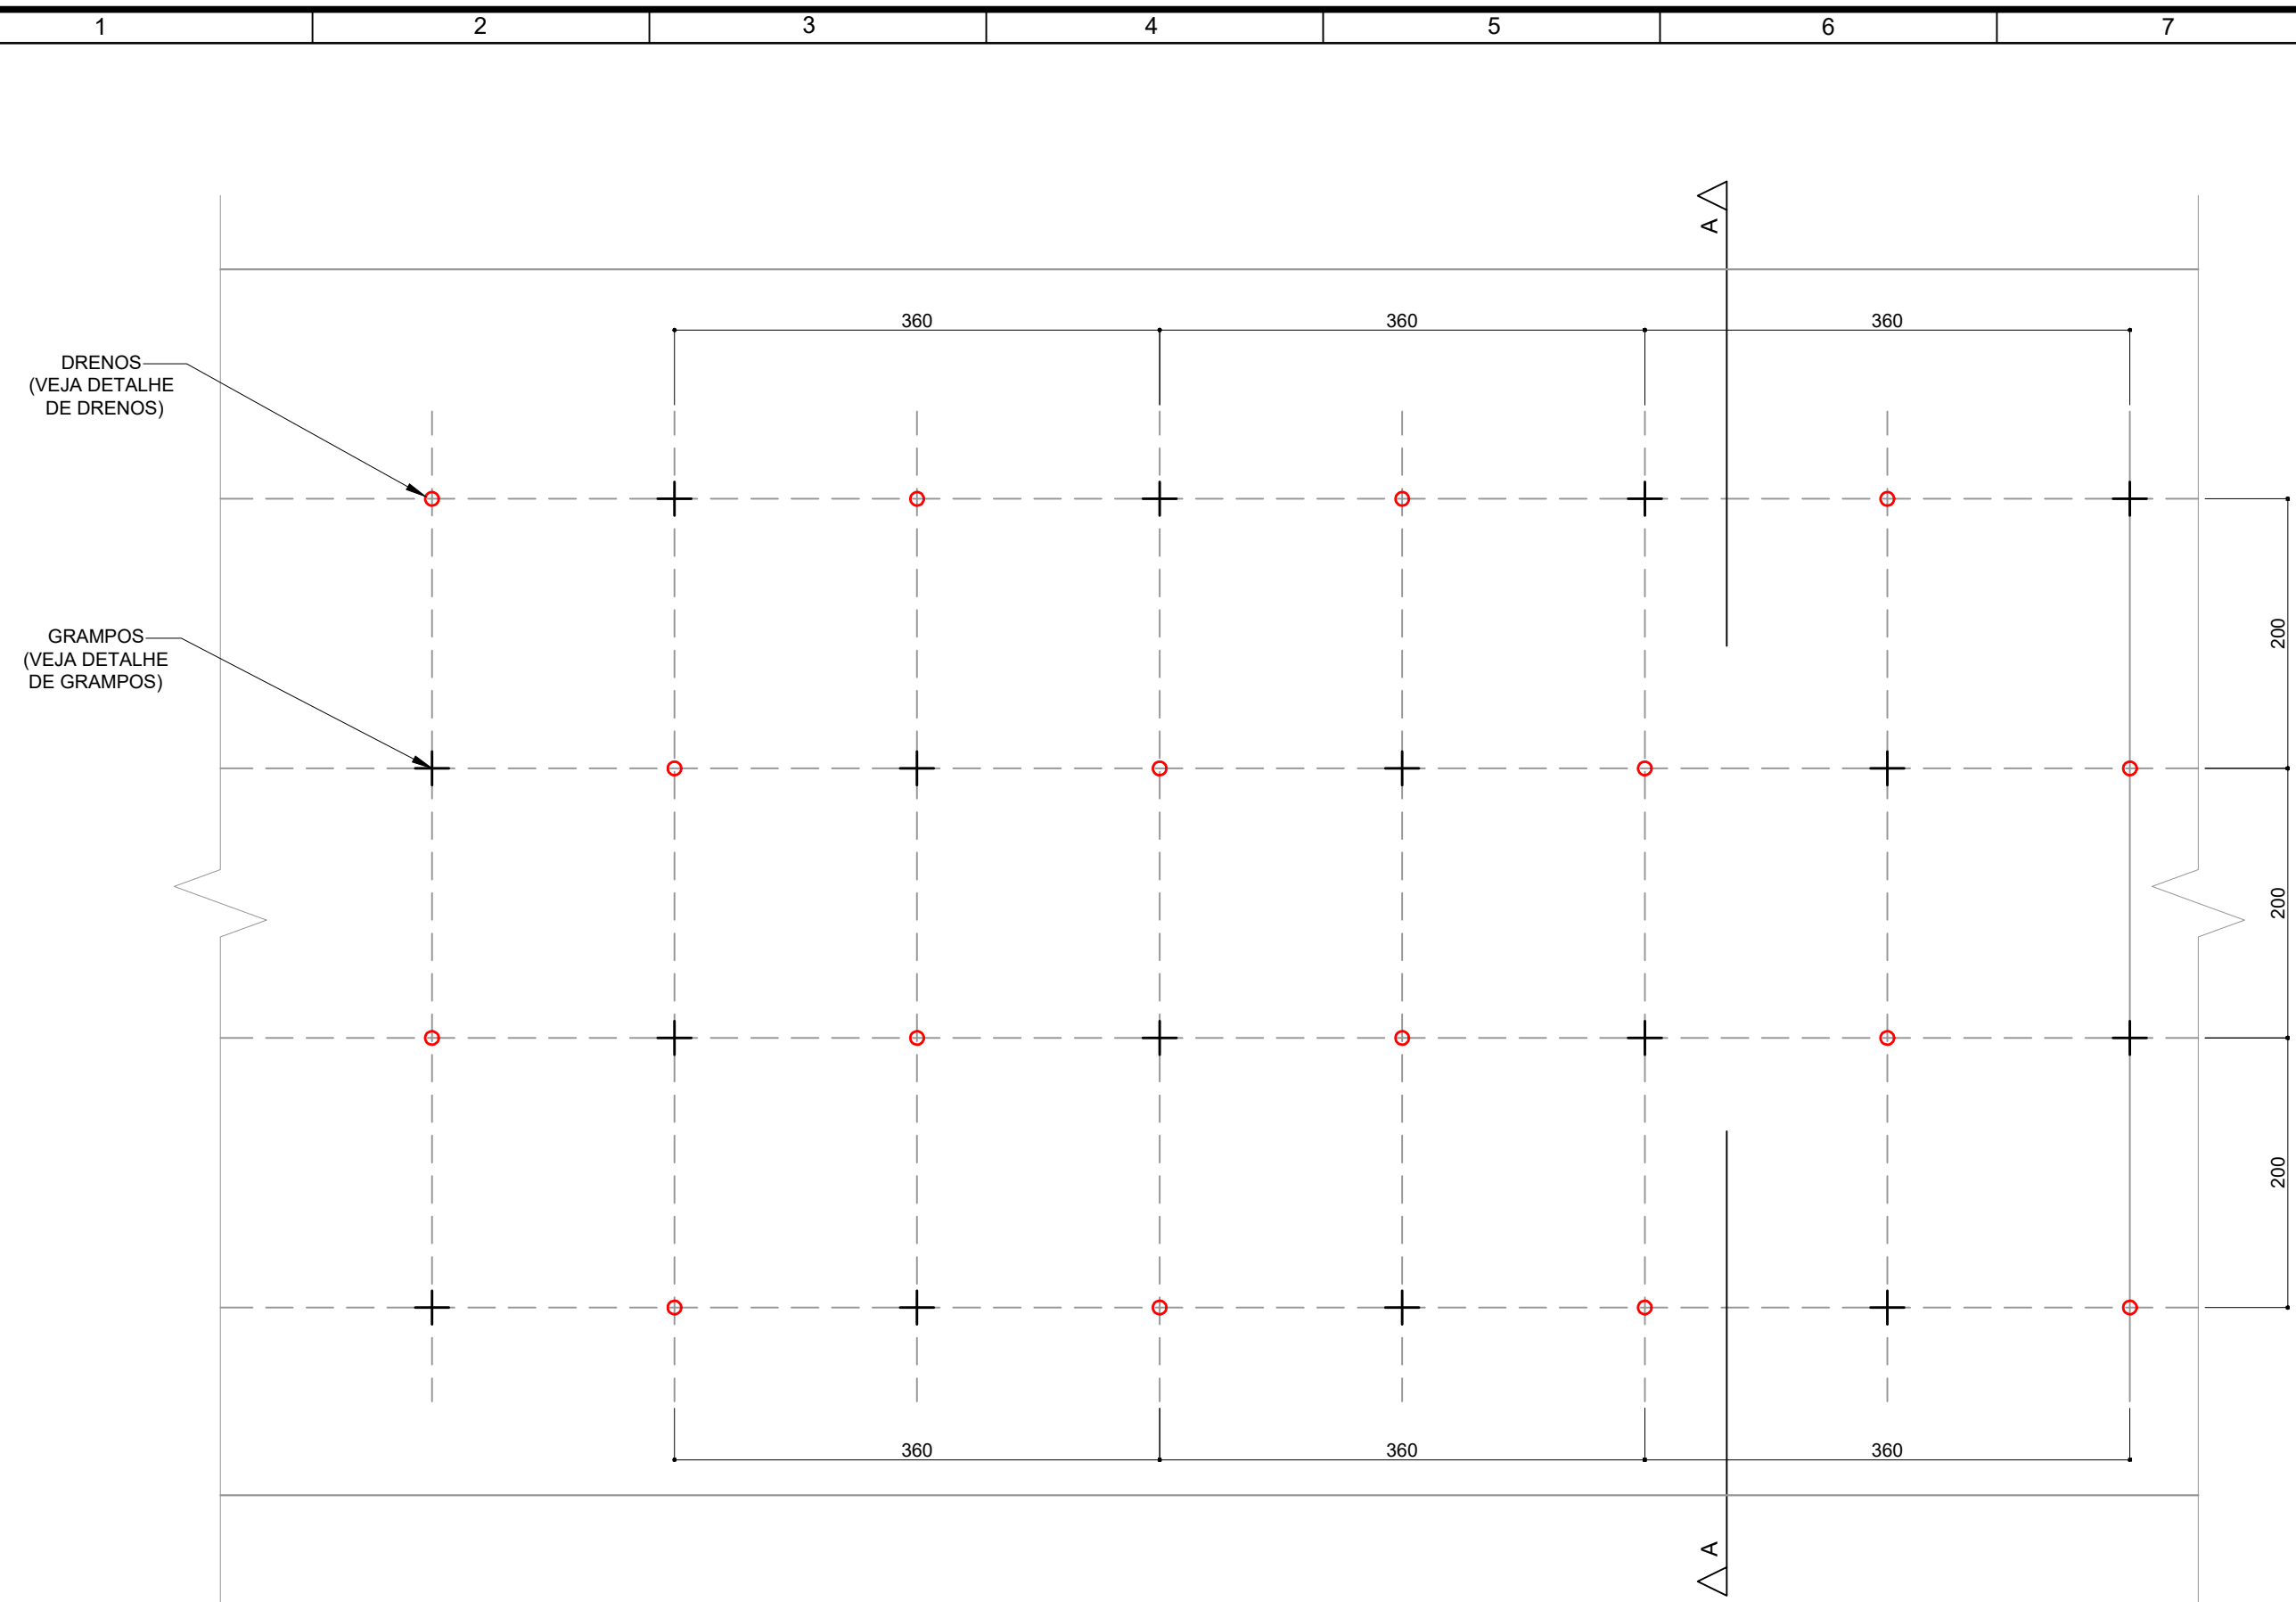 1 2 3 4 5 6 7
A
360 360 360
DRENOS
(VEJA DETALHE
DE DRENOS)
GRAMPOS
(VEJA DETALHE
DE GRAMPOS)
200
200
200
360 360 360
A